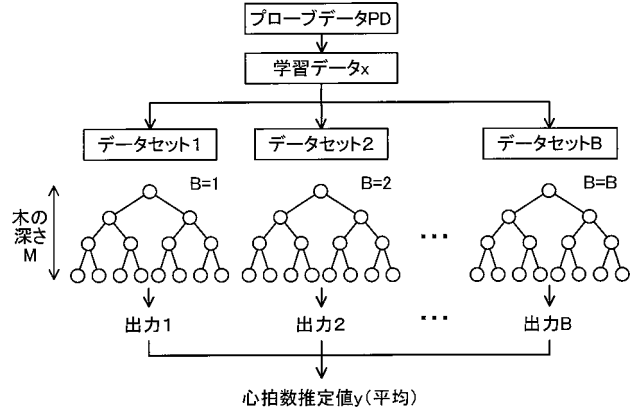 プローブデータPD
学習データx
データセット1
データセット2
データセットB
B=1
B=2
B=B
木の
深さ
M
…
出力1
出力2
…
出力B
心拍数推定値y(平均)